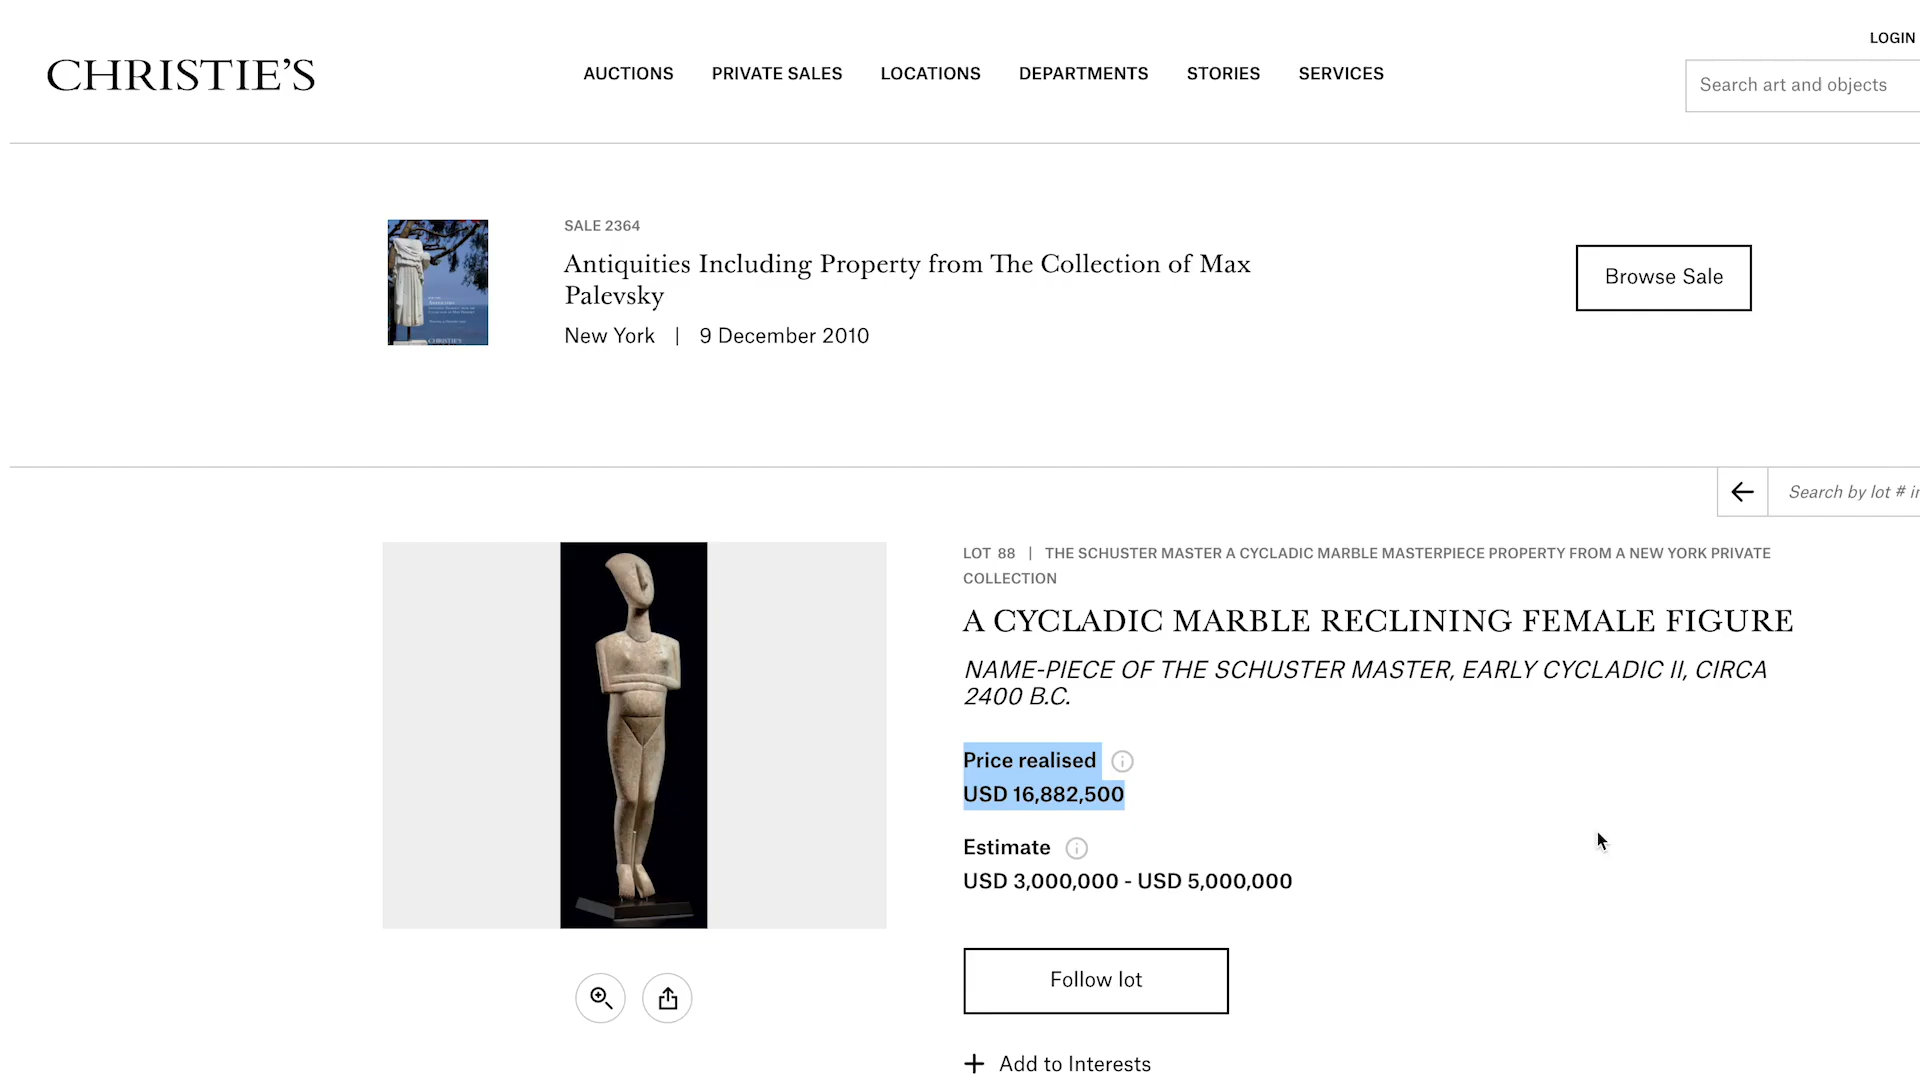 LOGIN
CHRISTIE'S
AUCTIONS PRIVATE SALES LOCATIONS DEPARTMENTS STORIES SERVICES
Search art and objects
SALE 2364
Antiquities Including Property from The Collection of Max
Palevsky
New York | 9 December 2010
Browse Sale
CHRISTIE'S
Search by lot #
LOT 88 | THE SCHUSTER MASTER A CYCLADIC MARBLE MASTERPIECE PROPERTY FROM A NEW YORK PRIVATE
COLLECTION
A CYCLADIC MARBLE RECLINING FEMALE FIGURE
NAME-PIECE OF THE SCHUSTER MASTER, EARLY CYCLADIC II, CIRCA
2400 B.C.
Price realised
USD 16,882,500
Estimate
USD 3,000,000 - USD 5,000,000
Follow lot
+ Add to Interests